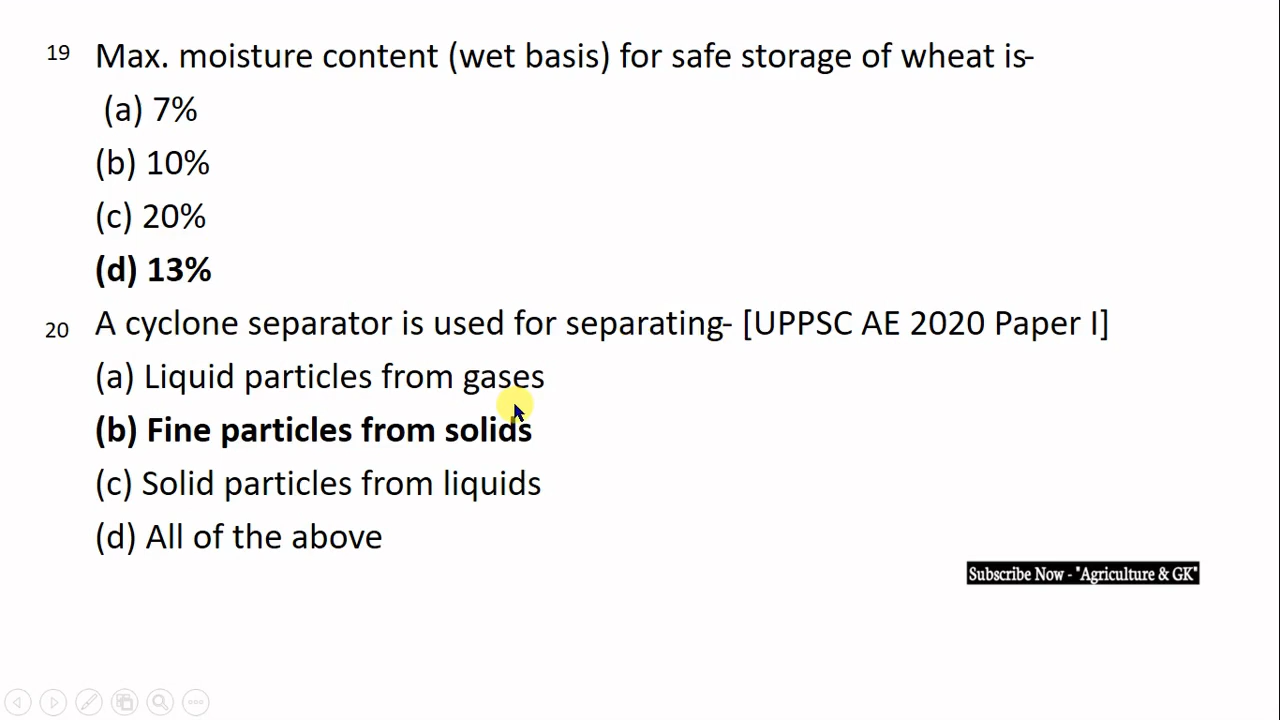 19 Max. moisture content (wet basis) for safe storage of wheat is-
(a) 7%
(b) 10%
(c) 20%
(d) 13%
20 A cyclone separator is used for separating- [UPPSC AE 2020 Paper I]
(a) Liquid particles from gases
(b) Fine particles from solids
(c) Solid particles from liquids
(d) All of the above
Subscribe Now - "Agriculture & GK"